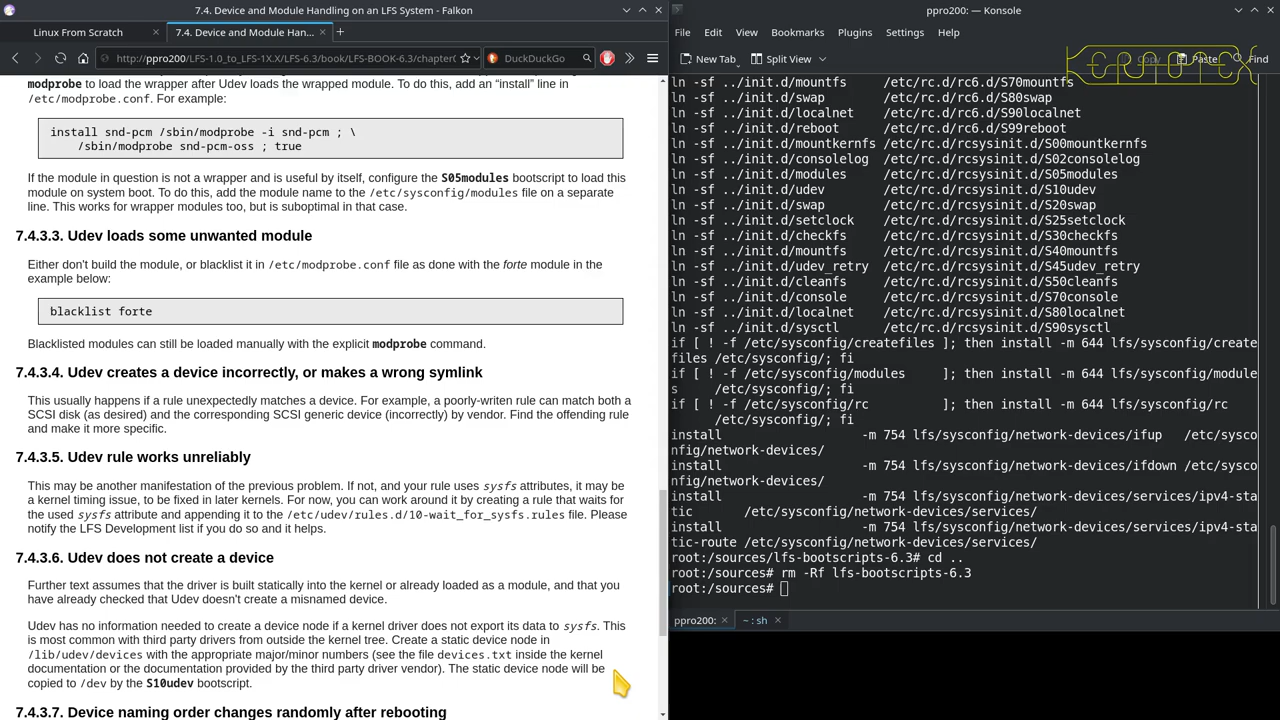 7.4. Device and Module Handling on an LFS System - Falkon
Linux From Scratch
7.4. Device and Module Han...
http://ppro200/LFS-1.0_to_LFS-1X.X/LFS-6.3/book/LFS-BOOK-6.3/chapter0
DuckDuckGo
modprobe to load the wrapper after Udev loads the wrapped module. To do this, add an “install” line in
/etc/modprobe.conf. For example:
install snd-pcm /sbin/modprobe -i snd-pcm ; \
/sbin/modprobe snd-pcm-oss ; true
If the module in question is not a wrapper and is useful by itself, configure the S05modules bootscript to load this
module on system boot. To do this, add the module name to the /etc/sysconfig/modules file on a separate
line. This works for wrapper modules too, but is suboptimal in that case.
7.4.3.3. Udev loads some unwanted module
Either don't build the module, or blacklist it in /etc/modprobe.conf file as done with the forte module in the
example below:
blacklist forte
Blacklisted modules can still be loaded manually with the explicit modprobe command.
7.4.3.4. Udev creates a device incorrectly, or makes a wrong symlink
This usually happens if a rule unexpectedly matches a device. For example, a poorly-writen rule can match both a
SCSI disk (as desired) and the corresponding SCSI generic device (incorrectly) by vendor. Find the offending rule
and make it more specific.
7.4.3.5. Udev rule works unreliably
This may be another manifestation of the previous problem. If not, and your rule uses sysfs attributes, it may be
a kernel timing issue, to be fixed in later kernels. For now, you can work around it by creating a rule that waits for
the used sysfs attribute and appending it to the /etc/udev/rules.d/10-wait_for_sysfs.rules file. Please
notify the LFS Development list if you do so and it helps.
7.4.3.6. Udev does not create a device
Further text assumes that the driver is built statically into the kernel or already loaded as a module, and that you
have already checked that Udev doesn't create a misnamed device.
Udev has no information needed to create a device node if a kernel driver does not export its data to sysfs. This
is most common with third party drivers from outside the kernel tree. Create a static device node in
/lib/udev/devices with the appropriate major/minor numbers (see the file devices.txt inside the kernel
documentation or the documentation provided by the third party driver vendor). The static device node will be
copied to /dev by the S10udev bootscript.
7.4.3.7. Device naming order changes randomly after rebooting
ppro200: — Konsole
File Edit View Bookmarks Plugins Settings Help
New Tab Split View Copy Paste Find
ln -sf ../init.d/mountfs /etc/rc.d/rc6.d/S70mountfs
ln -sf ../init.d/swap /etc/rc.d/rc6.d/S80swap
ln -sf ../init.d/localnet /etc/rc.d/rc6.d/S90localnet
ln -sf ../init.d/reboot /etc/rc.d/rc6.d/S99reboot
ln -sf ../init.d/mountkernfs /etc/rc.d/rcsysinit.d/S00mountkernfs
ln -sf ../init.d/consolelog /etc/rc.d/rcsysinit.d/S02consolelog
ln -sf ../init.d/modules /etc/rc.d/rcsysinit.d/S05modules
ln -sf ../init.d/udev /etc/rc.d/rcsysinit.d/S10udev
ln -sf ../init.d/swap /etc/rc.d/rcsysinit.d/S20swap
ln -sf ../init.d/setclock /etc/rc.d/rcsysinit.d/S25setclock
ln -sf ../init.d/checkfs /etc/rc.d/rcsysinit.d/S30checkfs
ln -sf ../init.d/mountfs /etc/rc.d/rcsysinit.d/S40mountfs
ln -sf ../init.d/udev_retry /etc/rc.d/rcsysinit.d/S45udev_retry
ln -sf ../init.d/cleanfs /etc/rc.d/rcsysinit.d/S50cleanfs
ln -sf ../init.d/console /etc/rc.d/rcsysinit.d/S70console
ln -sf ../init.d/localnet /etc/rc.d/rcsysinit.d/S80localnet
ln -sf ../init.d/sysctl /etc/rc.d/rcsysinit.d/S90sysctl
if [ ! -f /etc/sysconfig/createfiles ]; then install -m 644 lfs/sysconfig/create
files /etc/sysconfig/; fi
if [ ! -f /etc/sysconfig/modules ]; then install -m 644 lfs/sysconfig/module
s /etc/sysconfig/; fi
if [ ! -f /etc/sysconfig/rc ]; then install -m 644 lfs/sysconfig/rc
/etc/sysconfig/; fi
install -m 754 lfs/sysconfig/network-devices/ifup /etc/sysco
nfig/network-devices/
install -m 754 lfs/sysconfig/network-devices/ifdown /etc/sysco
nfig/network-devices/
install -m 754 lfs/sysconfig/network-devices/services/ipv4-sta
tic /etc/sysconfig/network-devices/services/
install -m 754 lfs/sysconfig/network-devices/services/ipv4-sta
tic-route /etc/sysconfig/network-devices/services/
root:/sources/lfs-bootscripts-6.3# cd ..
root:/sources# rm -Rf lfs-bootscripts-6.3
root:/sources#
ppro200: ~ : sh